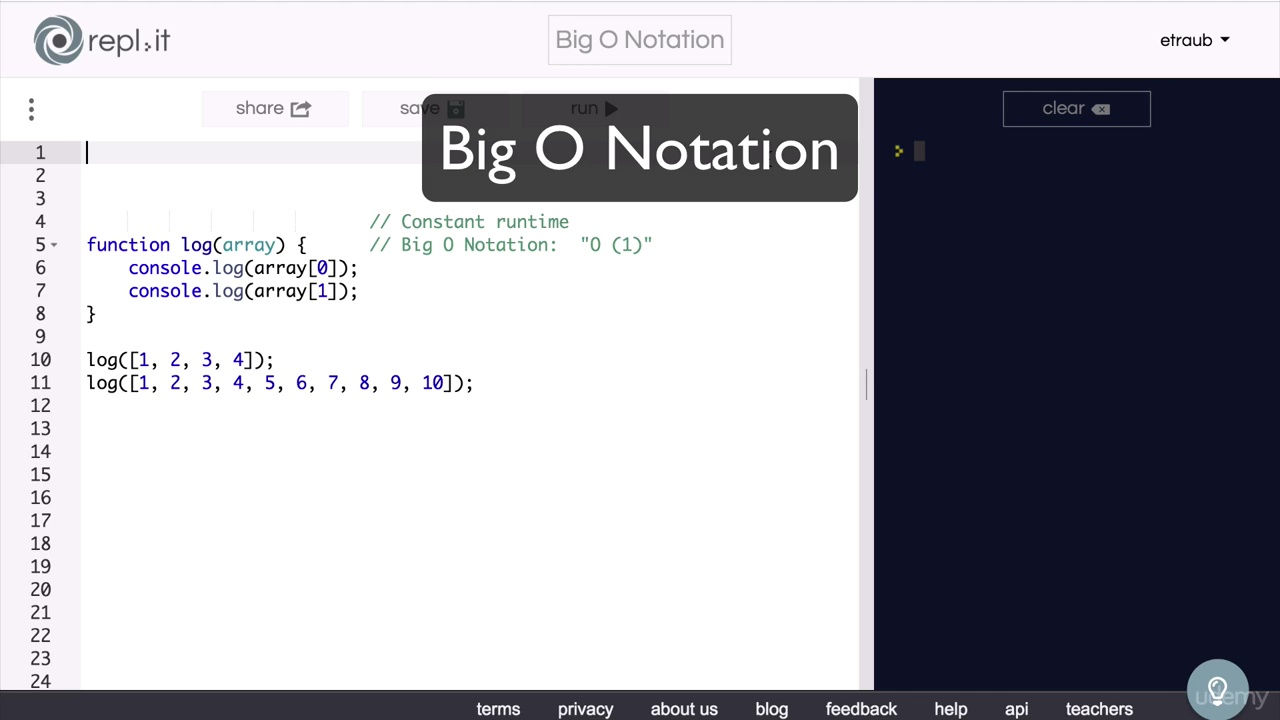 repl.it
Big O Notation
etraub
share
save
run
clear
Big O Notation
1
2
3
4 // Constant runtime
5 function log(array) { // Big O Notation: "O (1)"
6 console.log(array[0]);
7 console.log(array[1]);
8 }
9
10 log([1, 2, 3, 4]);
11 log([1, 2, 3, 4, 5, 6, 7, 8, 9, 10]);
12
13
14
15
16
17
18
19
20
21
22
23
24
terms privacy about us blog feedback help api teachers
udemy